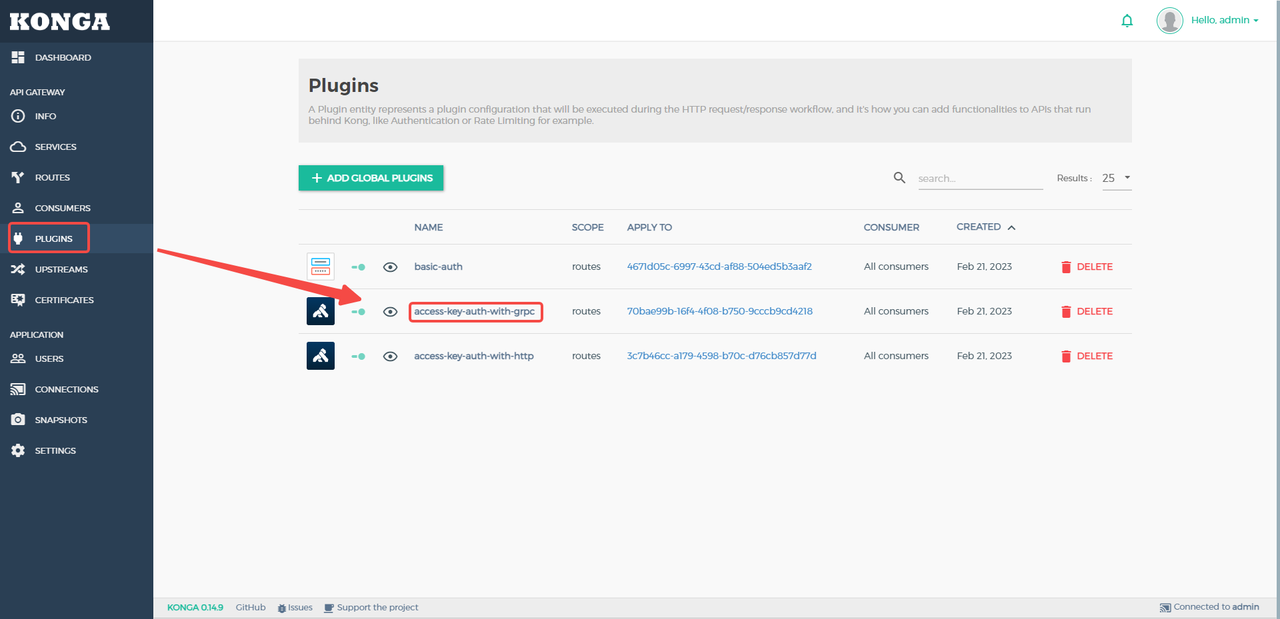 KONGA
Hello, admin
DASHBOARD
API GATEWAY
INFO
SERVICES
ROUTES
CONSUMERS
PLUGINS
UPSTREAMS
CERTIFICATES
APPLICATION
USERS
CONNECTIONS
SNAPSHOTS
SETTINGS
Plugins
A Plugin entity represents a plugin configuration that will be executed during the HTTP request/response workflow, and it's how you can add functionalities to APIs that run
behind Kong, like Authentication or Rate Limiting for example.
+ ADD GLOBAL PLUGINS
search...
Results : 25
NAME SCOPE APPLY TO CONSUMER CREATED
basic-auth routes 4671d05c-6997-43cd-af88-504ed5b3aaf2 All consumers Feb 21, 2023 DELETE
access-key-auth-with-grpc routes 70bae99b-16f4-4f08-b750-9cccb9cd4218 All consumers Feb 21, 2023 DELETE
access-key-auth-with-http routes 3c7b46cc-a179-4598-b70c-d76cb857d77d All consumers Feb 21, 2023 DELETE
KONGA 0.14.9 GitHub Issues Support the project Connected to admin